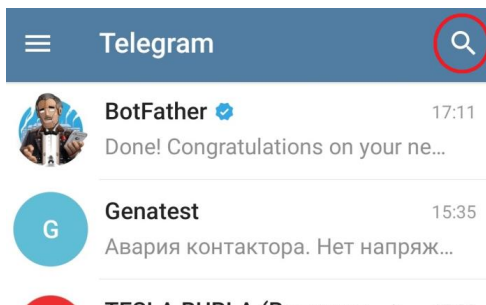 Telegram
BotFather 17:11
Done! Congratulations on your ne...
Genatest 15:35
G
Авария контактора. Нет напряж...